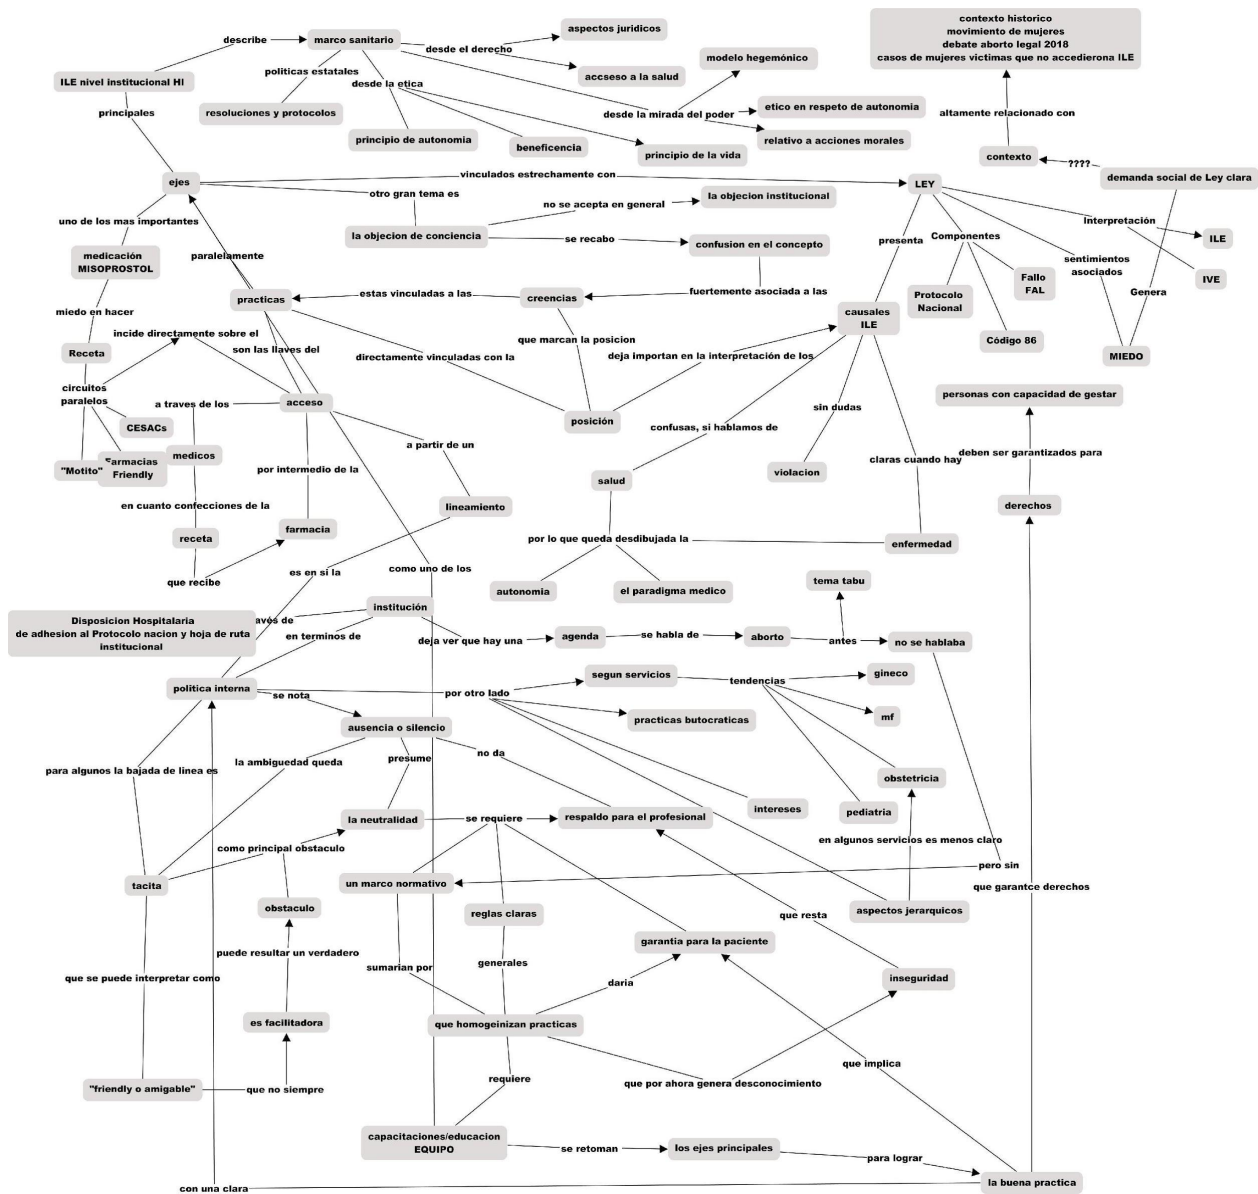 contexto historico
movimiento de mujeres
debate aborto legal 2018
casos de mujeres victimas que no accedierona ILE
aspectos juridicos
describe
marco sanitario
desde el derecho
modelo hegemónico
accseso a la salud
politicas estatales
ILE nivel institucional HI
desde la etica
resoluciones y protocolos
desde la mirada del poder
etico en respeto de autonomia
altamente relacionado con
principales
principio de autonomia
beneficencia
relativo a acciones morales
principio de la vida
contexto
????
demanda social de Ley clara
ejes
vinculados estrechamente con
LEY
otro gran tema es
la objecion institucional
no se acepta en general
uno de los mas importantes
Interpretación
la objecion de conciencia
se recabo
confusion en el concepto
presenta
Componentes
ILE
medicación
MISOPROSTOL
paralelamente
sentimientos
asociados
Fallo
FAL
IVE
practicas
estas vinculadas a las
creencias
fuertemente asociada a las
Protocolo
Nacional
Genera
miedo en hacer
causales
ILE
incide directamente sobre el
Código 86
que marcan la posicion
Receta
son las llaves del
directamente vinculadas con la
deja importan en la interpretación de los
MIEDO
circuitos
paralelos
a traves de los
acceso
personas con capacidad de gestar
sin dudas
CESACs
posición
confusas, si hablamos de
a partir de un
"Motito"
Farmacias
Friendly
medicos
por intermedio de la
deben ser garantizados para
claras cuando hay
violacion
salud
en cuanto confecciones de la
lineamiento
derechos
receta
farmacia
por lo que queda desdibujada la
enfermedad
que recibe
es en si la
como uno de los
autonomia
el paradigma medico
tema tabu
institución
Disposicion Hospitalaria
de adhesion al Protocolo nacion y hoja de ruta
institucional
avés de
en terminos de
deja ver que hay una
agenda
se habla de
aborto
antes
no se hablaba
politica interna
se nota
por otro lado
segun servicios
tendencias
gineco
ausencia o silencio
practicas butocraticas
mf
para algunos la bajada de linea es
la ambiguedad queda
presume
no da
obstetricia
intereses
pediatria
la neutralidad
se requiere
respaldo para el profesional
como principal obstaculo
en algunos servicios es menos claro
pero sin
tacita
un marco normativo
que garantce derechos
obstaculo
reglas claras
que resta
aspectos jerarquicos
puede resultar un verdadero
garantia para la paciente
que se puede interpretar como
sumarian por
generales
daria
inseguridad
es facilitadora
que homogeinizan practicas
que implica
"friendly o amigable"
que no siempre
requiere
que por ahora genera desconocimiento
capacitaciones/educacion
EQUIPO
se retoman
los ejes principales
para lograr
la buena practica
con una clara